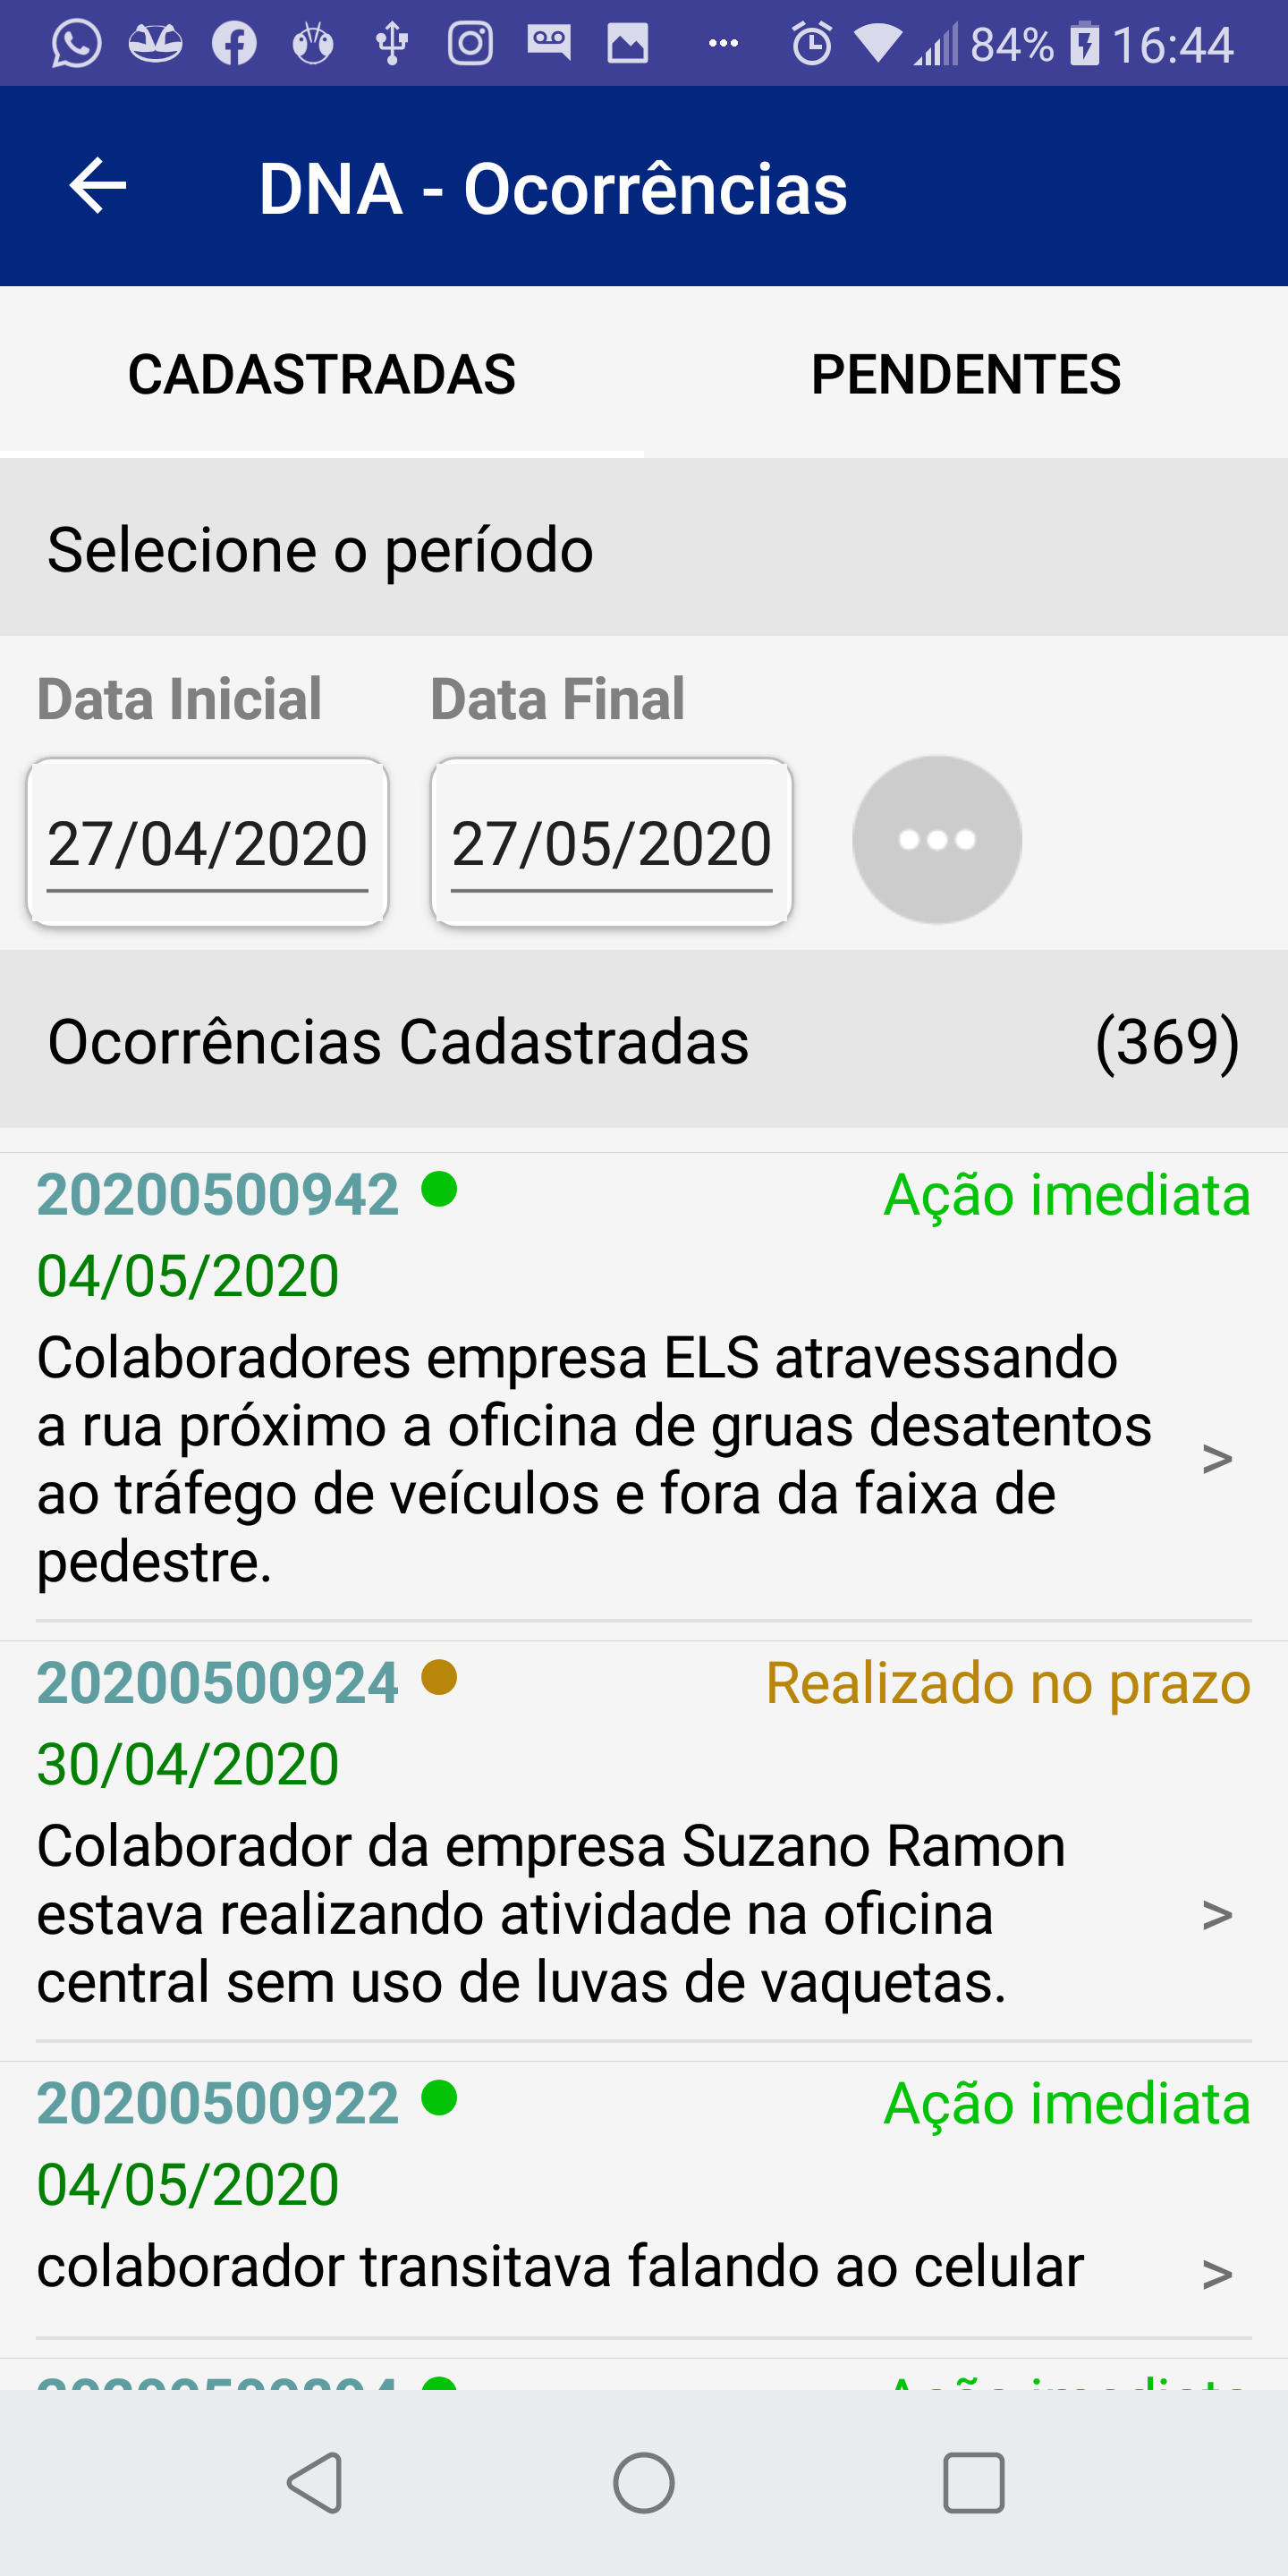 84% 16:44
DNA - Ocorrências
CADASTRADAS PENDENTES
Selecione o período
Data Inicial Data Final
27/04/2020 27/05/2020
Ocorrências Cadastradas (369)
20200500942 Ação imediata
04/05/2020
Colaboradores empresa ELS atravessando
a rua próximo a oficina de gruas desatentos
ao tráfego de veículos e fora da faixa de
pedestre.
>
20200500924 Realizado no prazo
30/04/2020
Colaborador da empresa Suzano Ramon
estava realizando atividade na oficina
central sem uso de luvas de vaquetas.
>
20200500922 Ação imediata
04/05/2020
colaborador transitava falando ao celular >
Ação imediata